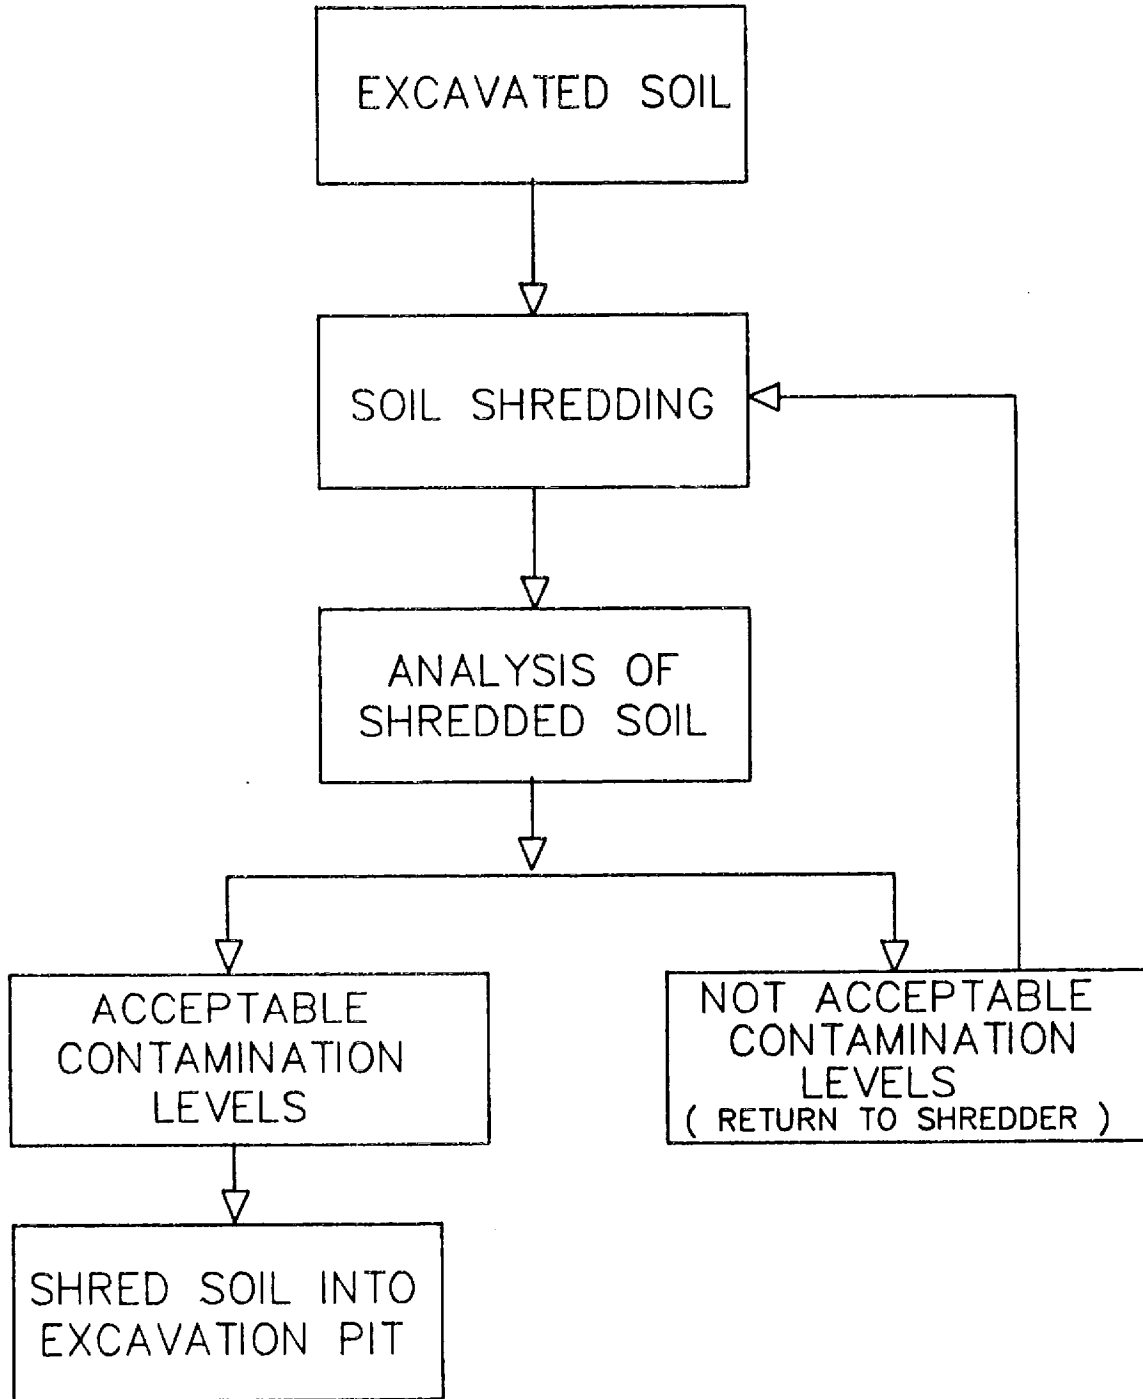 EXCAVATED SOIL
SOIL SHREDDING
ANALYSIS OF
SHREDDED SOIL
ACCEPTABLE
CONTAMINATION
LEVELS
NOT ACCEPTABLE
CONTAMINATION
LEVELS
( RETURN TO SHREDDER )
SHRED SOIL INTO
EXCAVATION PIT